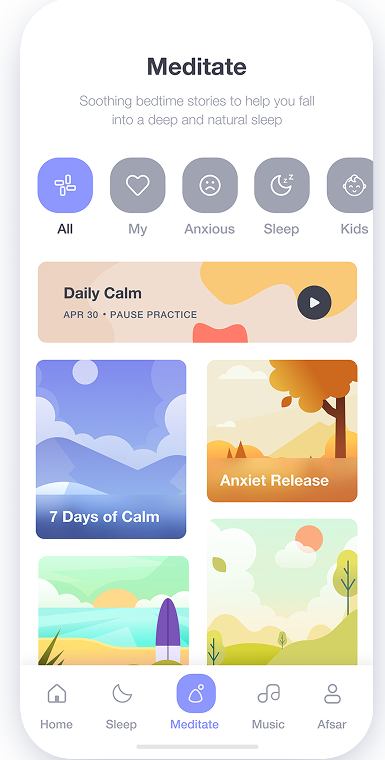 Meditate
Soothing bedtime stories to help you fall
into a deep and natural sleep
All
My
Anxious
Sleep
Kids
Daily Calm
APR 30 • PAUSE PRACTICE
7 Days of Calm
Anxiet Release
Home
Sleep
Meditate
Music
Afsar